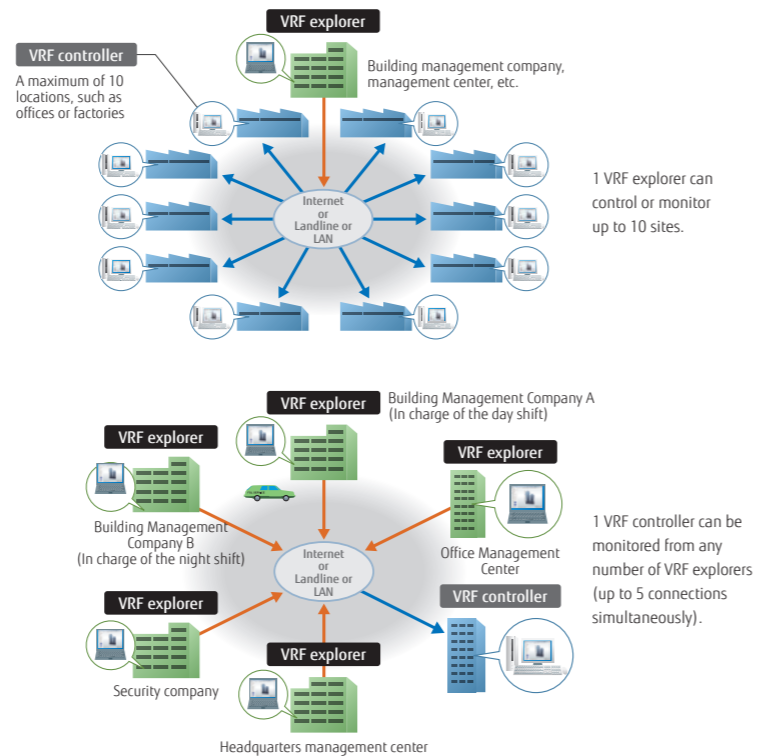 VRF explorer
VRF controller
A maximum of 10
locations, such as
offices or factories
Building management company,
management center, etc.
Internet
or
Landline or
LAN
1 VRF explorer can
control or monitor
up to 10 sites.
VRF explorer
Building Management Company A
(In charge of the day shift)
VRF explorer
Building Management
Company B
(In charge of the night shift)
VRF explorer
Office Management
Center
Internet
or
Landline or
LAN
VRF controller
1 VRF controller can be
monitored from any
number of VRF explorers
(up to 5 connections
simultaneously).
VRF explorer
Security company
VRF explorer
Headquarters management center